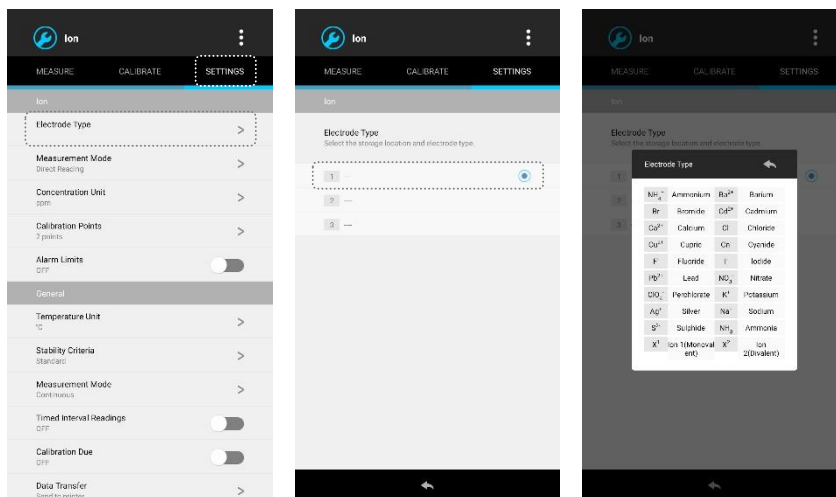 Ion
MEASURE CALIBRATE SETTINGS
Ion
Electrode Type
Measurement Mode
Direct Reading
Concentration Unit
ppm
Calibration Points
2 points
Alarm Limits
OFF
General
Temperature Unit
°C
Stability Criteria
Standard
Measurement Mode
Continuous
Timed Interval Readings
OFF
Calibration Due
OFF
Data Transfer
Send to printer
Ion
MEASURE CALIBRATE SETTINGS
Ion
Electrode Type
Select the storage location and electrode type.
1 ---
2 ---
3 ---
Ion
MEASURE CALIBRATE SETTINGS
Ion
Electrode Type
Select the storage location and electrode type.
1
2
3
Electrode Type
NH₄⁺ Ammonium Ba²⁺ Barium
Br⁻ Bromide Cd²⁺ Cadmium
Ca²⁺ Calcium Cl⁻ Chloride
Cu²⁺ Cupric Cn⁻ Cyanide
F⁻ Fluoride I⁻ Iodide
Pb²⁺ Lead NO₃⁻ Nitrate
ClO₄⁻ Perchlorate K⁺ Potassium
Ag⁺ Silver Na⁺ Sodium
S²⁻ Sulphide NH₃ Ammonia
X¹ Ion 1(Monoval X² Ion
ent) 2(Divalent)